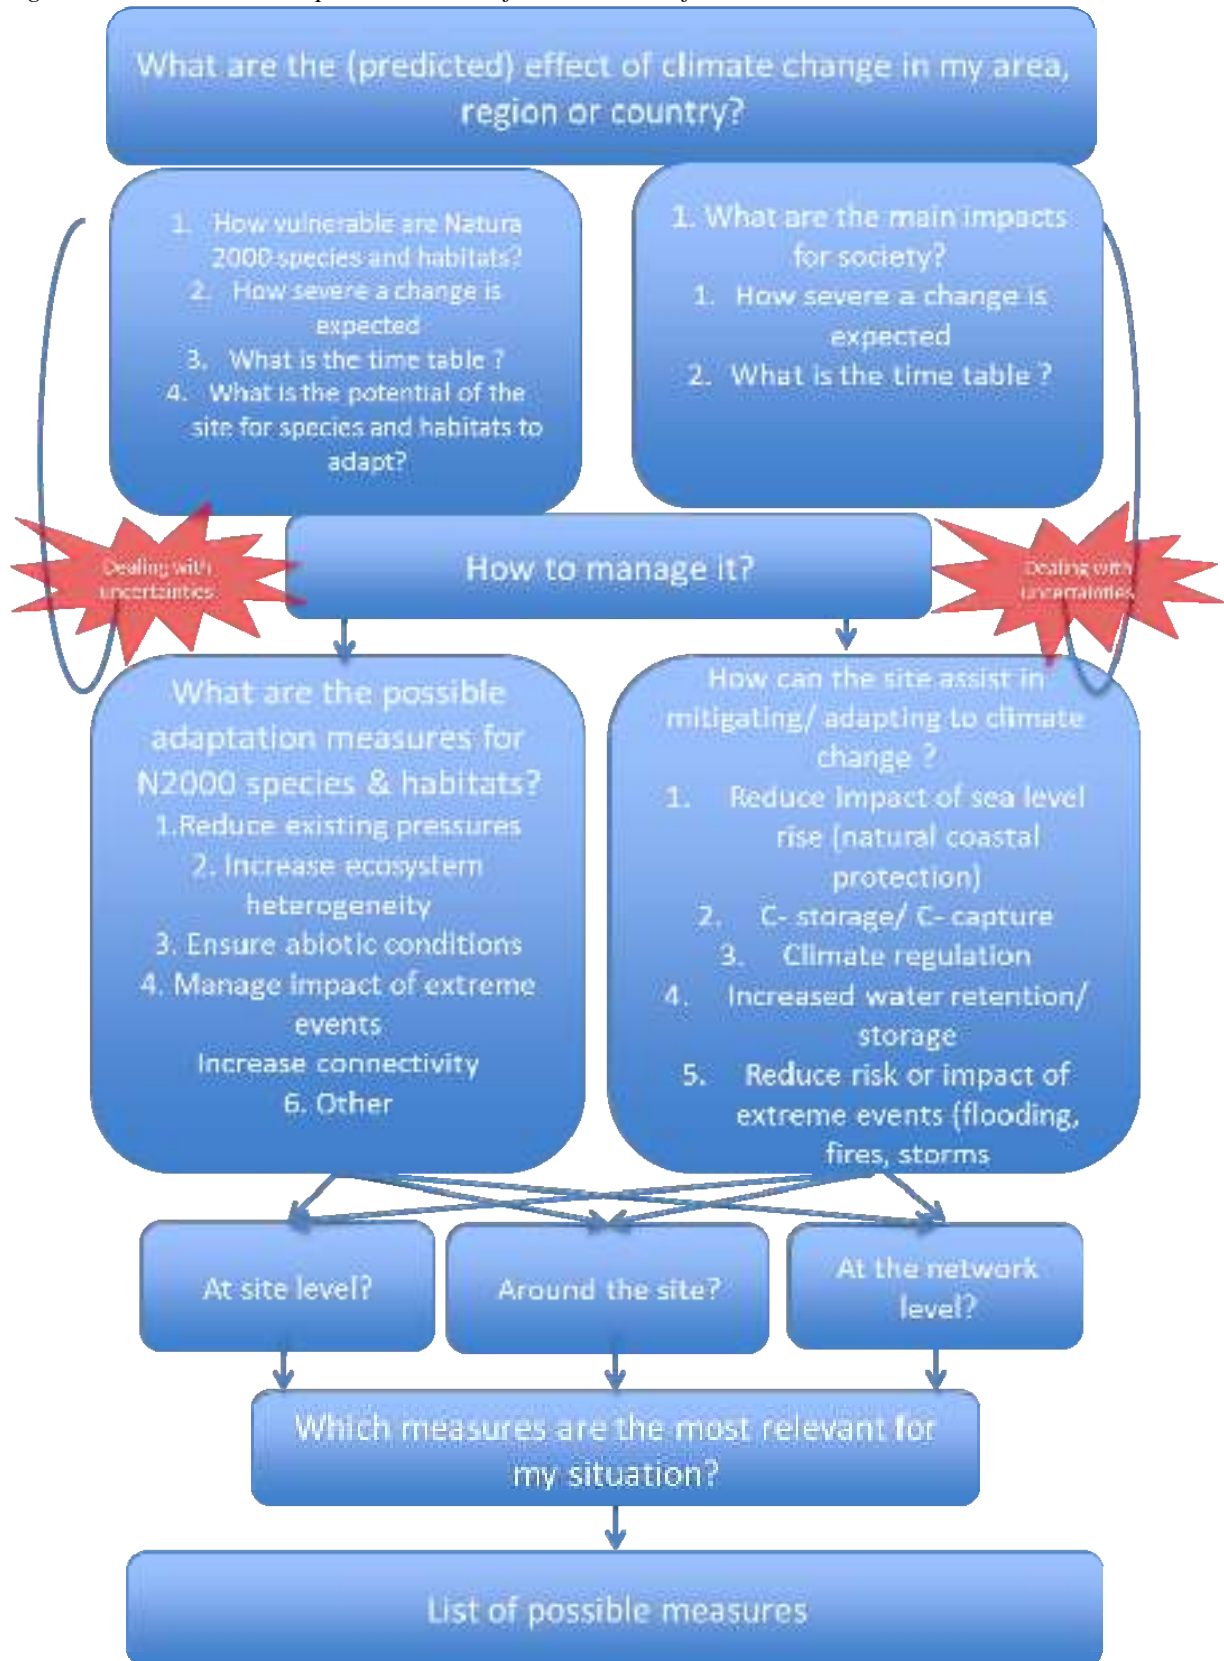 What are the (predicted) effect of climate change in my area,
region or country?
1. How vulnerable are Natura
2000 species and habitats?
2. How severe a change is
expected
3. What is the time table ?
4. What is the potential of the
site for species and habitats to
adapt?
1. What are the main impacts
for society?
1. How severe a change is
expected
2. What is the time table ?
Dealing with
uncertainties
How to manage it?
Dealing with
uncertainties
What are the possible
adaptation measures for
N2000 species & habitats?
1.Reduce existing pressures
2. Increase ecosystem
heterogeneity
3. Ensure abiotic conditions
4. Manage impact of extreme
events
Increase connectivity
6. Other
How can the site assist in
mitigating/ adapting to climate
change ?
1. Reduce impact of sea level
rise (natural coastal
protection)
2. C- storage/ C- capture
3. Climate regulation
4. Increased water retention/
storage
5. Reduce risk or impact of
extreme events (flooding,
fires, storms
At site level?
Around the site?
At the network
level?
Which measures are the most relevant for
my situation?
List of possible measures